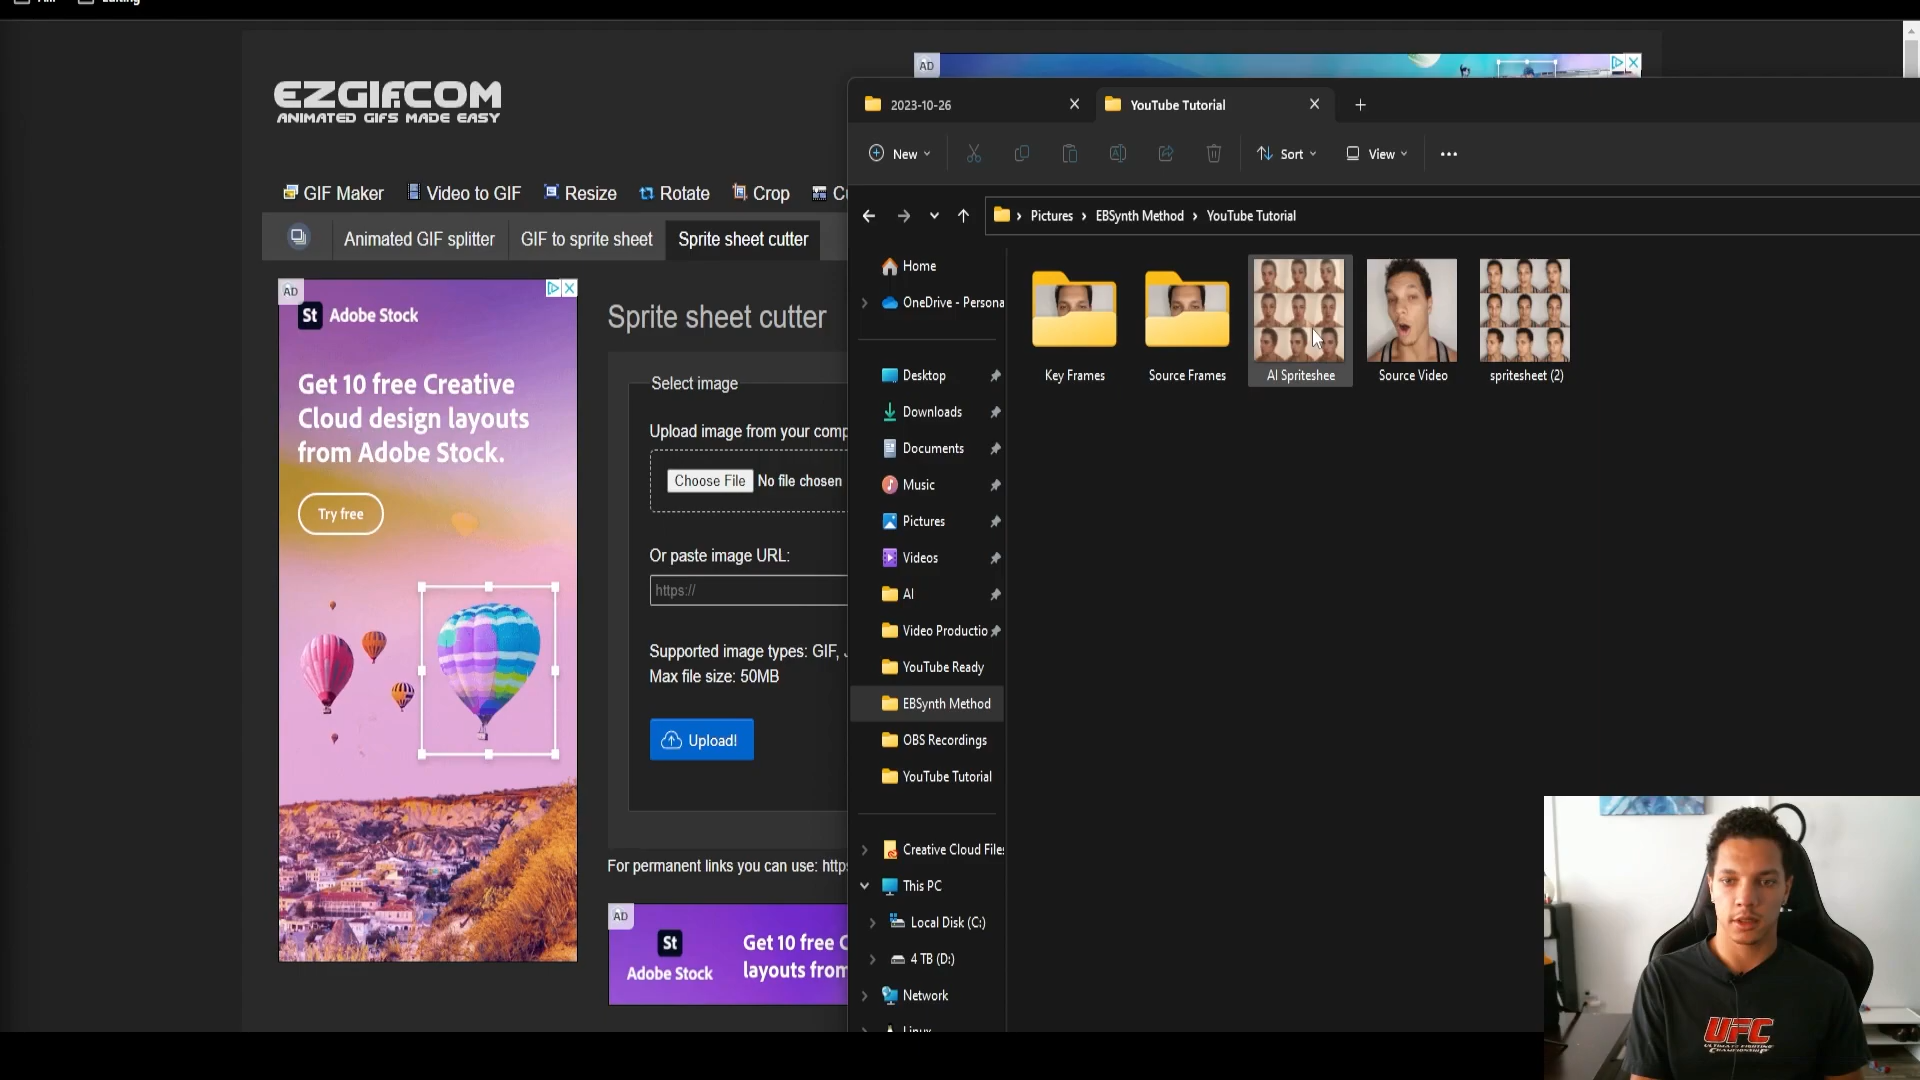 EZGIF.COM
ANIMATED GIFS MADE EASY
AD
GIF Maker
Video to GIF
Resize
Rotate
Crop
Animated GIF splitter
GIF to sprite sheet
Sprite sheet cutter
AD
St Adobe Stock
Get 10 free Creative
Cloud design layouts
from Adobe Stock.
Try free
Sprite sheet cutter
Select image
Upload image from your comp
Choose File No file chosen
Or paste image URL:
https://
Supported image types: GIF,
Max file size: 50MB
Upload!
For permanent links you can use: http
AD
St
Adobe Stock
Get 10 free C
layouts from
2023-10-26
YouTube Tutorial
New
Sort
View
Pictures
EBSynth Method
YouTube Tutorial
Home
OneDrive - Persona
Desktop
Downloads
Documents
Music
Pictures
Videos
AI
Video Productio
YouTube Ready
EBSynth Method
OBS Recordings
YouTube Tutorial
Creative Cloud Files
This PC
Local Disk (C:)
4 TB (D:)
Network
Linux
Key Frames
Source Frames
AI Spriteshee
Source Video
spritesheet (2)
UFC
ULTIMATE FIGHTING
CHAMPIONSHIP